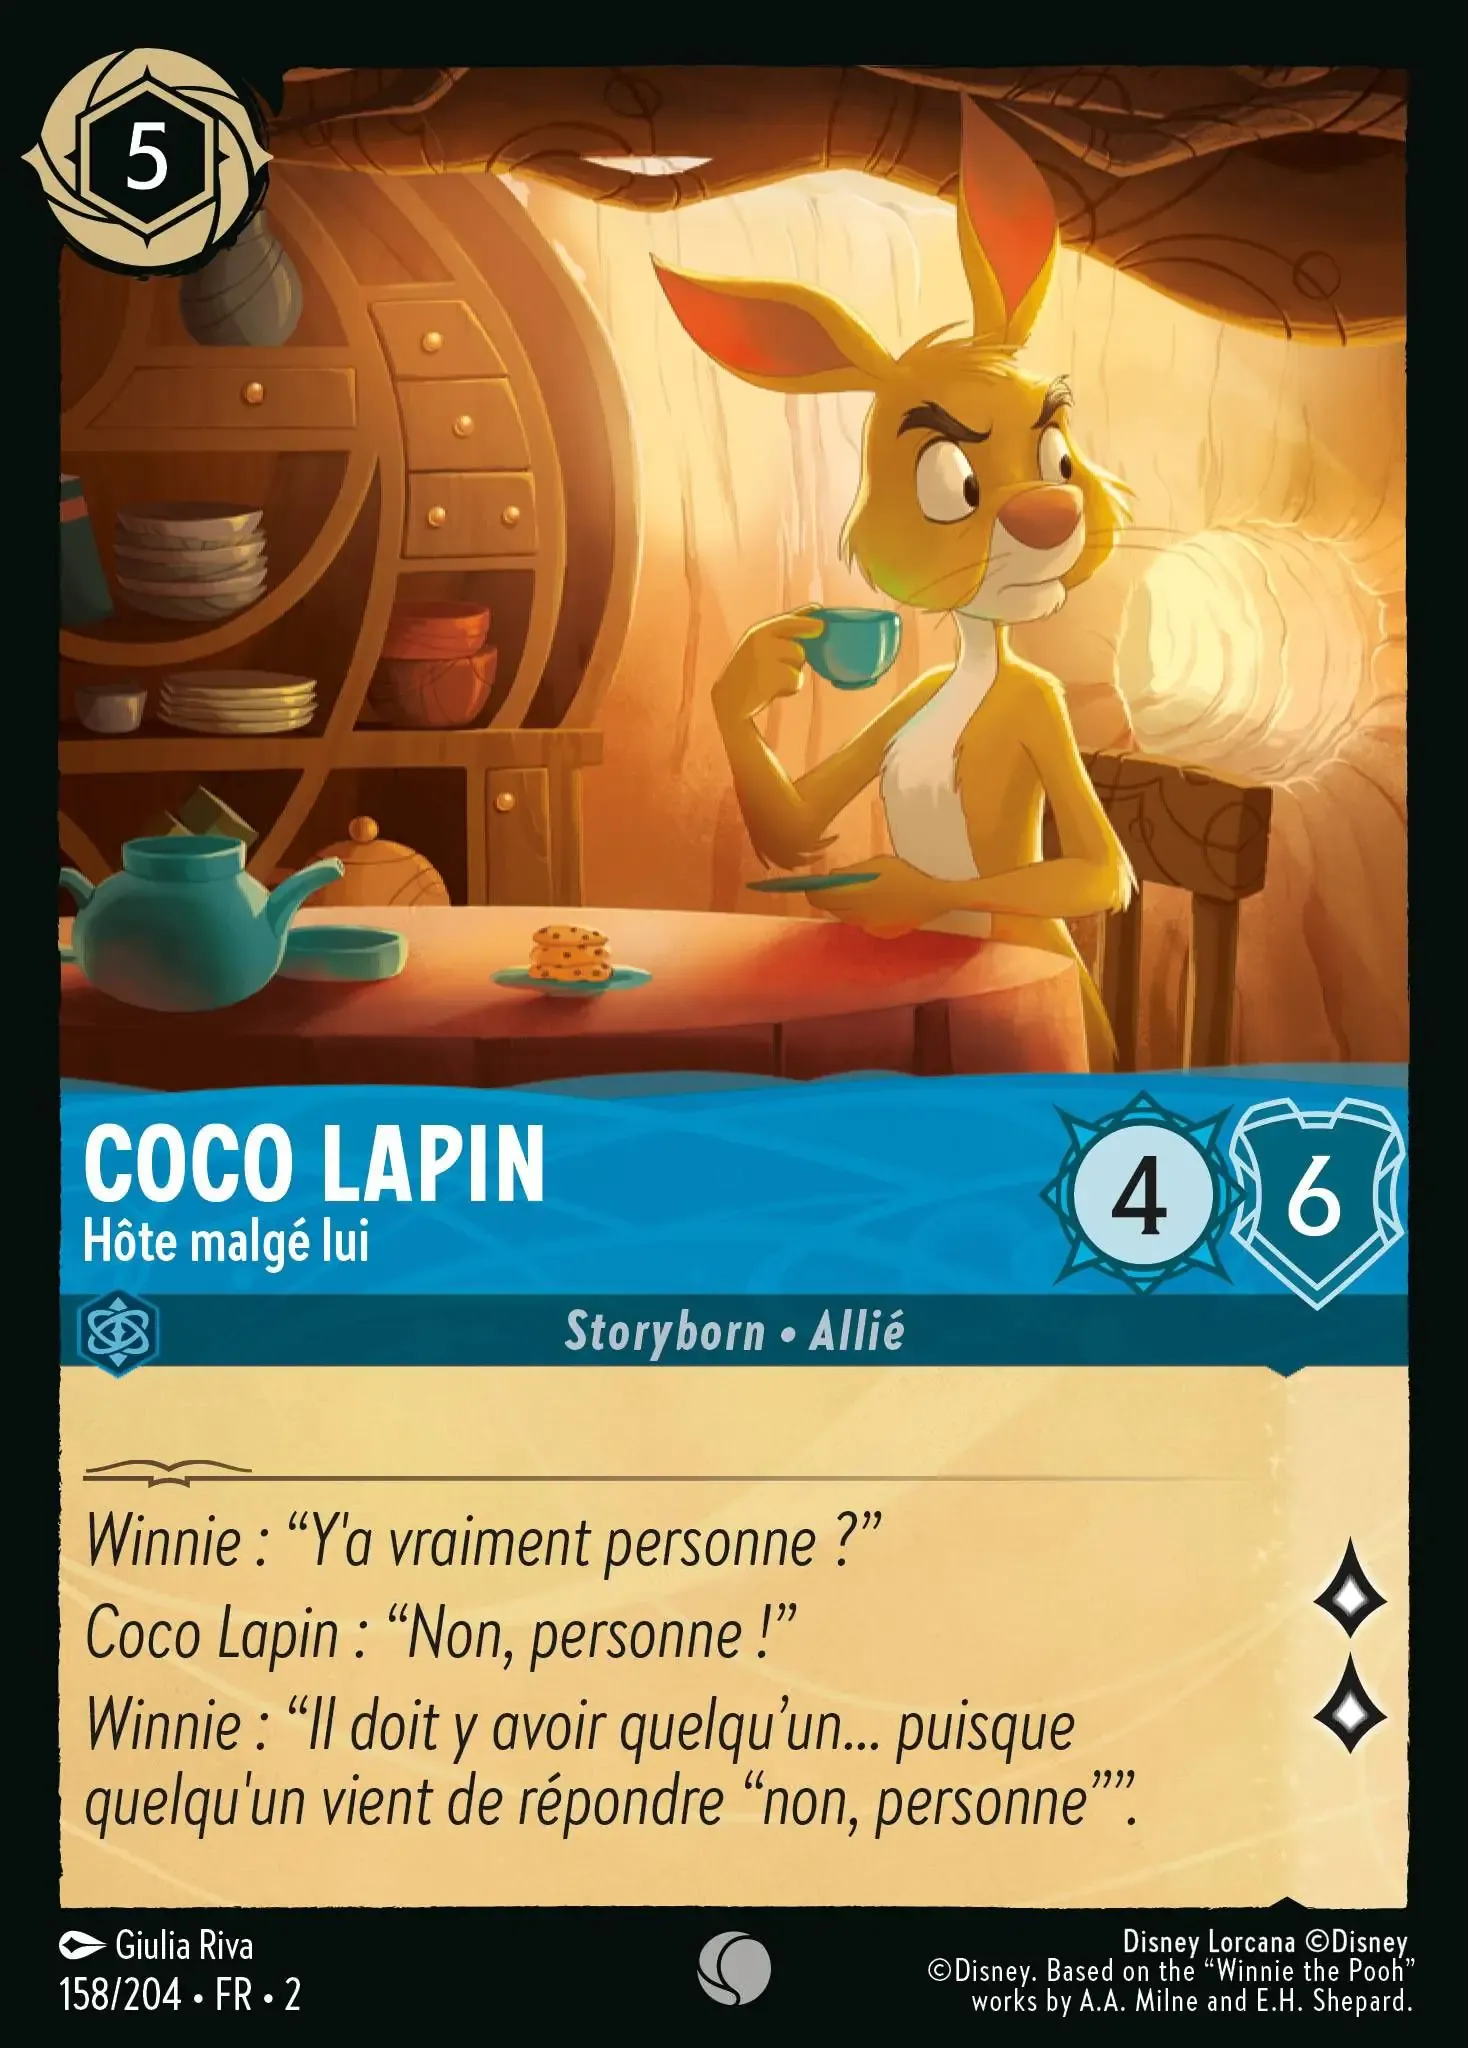 5
COCO LAPIN
Hôte malgé lui
4
6
Storyborn • Allié
Winnie : “Y'a vraiment personne ?”
Coco Lapin : “Non, personne !”
Winnie : “Il doit y avoir quelqu’un... puisque
quelqu'un vient de répondre “non, personne””.
Giulia Riva
158/204 • FR • 2
Disney Lorcana ©Disney
©Disney. Based on the “Winnie the Pooh”
works by A.A. Milne and E.H. Shepard.